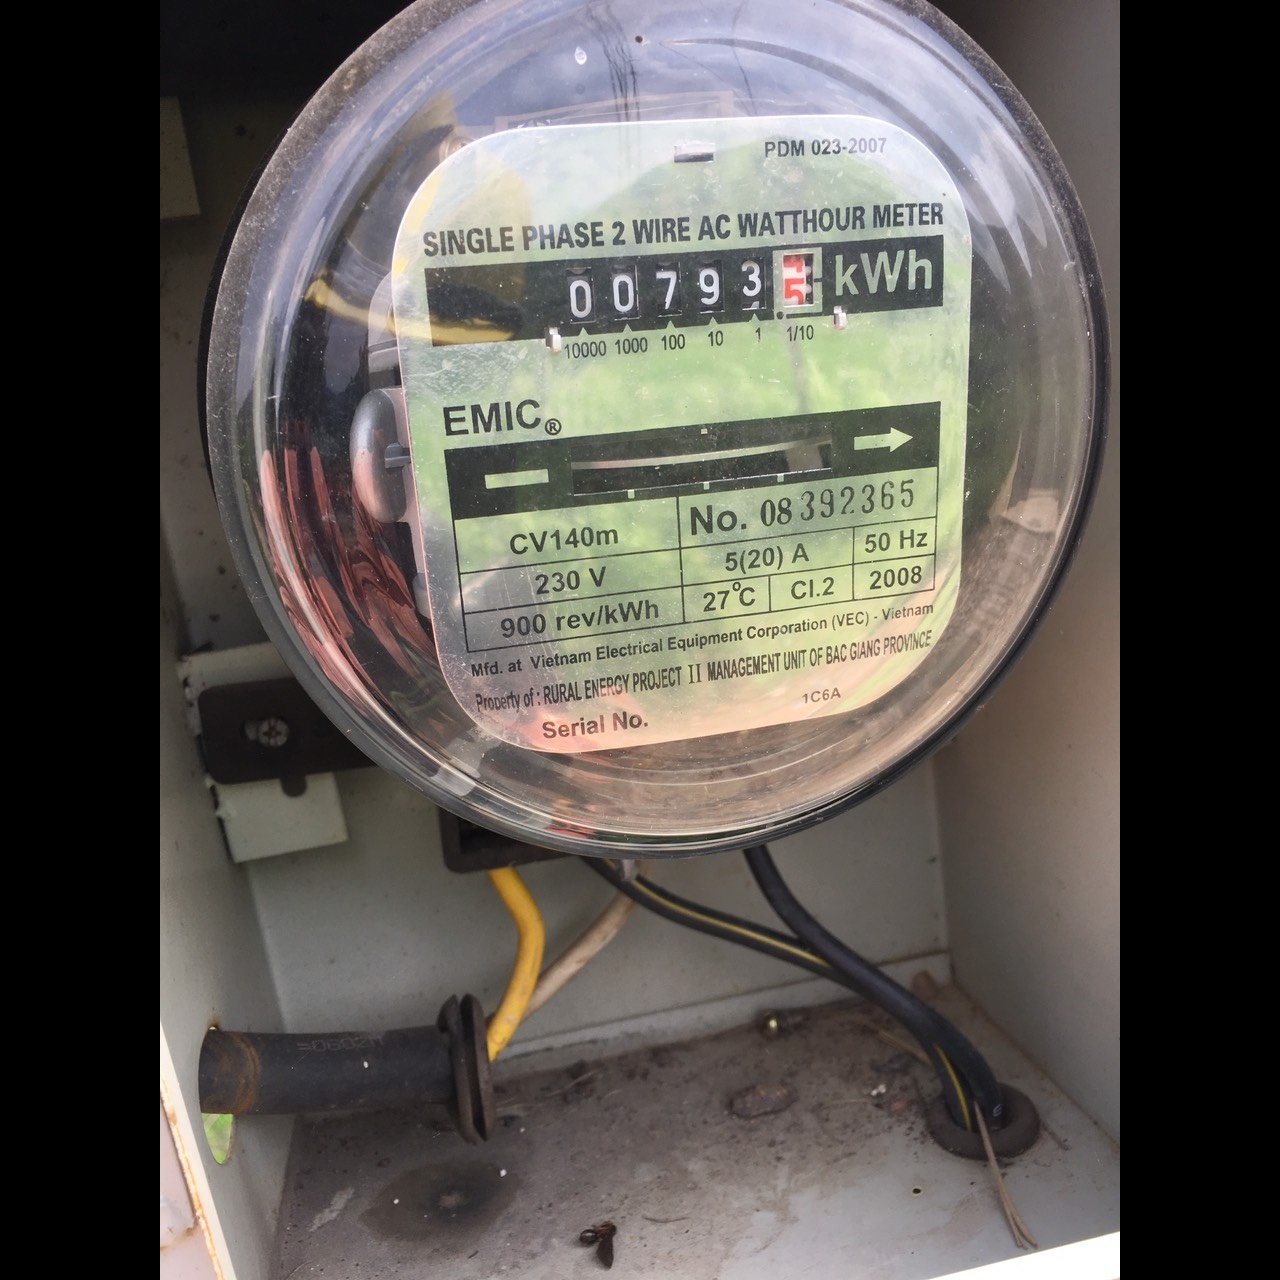 PDM 023-2007
SINGLE PHASE 2 WIRE AC WATTHOUR METER
0 0 7 9 3 5 kWh
10000 1000 100 10 1 1/10
EMIC®
CV140m No. 08392365
230 V 5(20) A 50 Hz
900 rev/kWh 27°C Cl.2 2008
Mfd. at Vietnam Electrical Equipment Corporation (VEC) - Vietnam
Property of : RURAL ENERGY PROJECT II MANAGEMENT UNIT OF BAC GIANG PROVINCE
1C6A
Serial No.